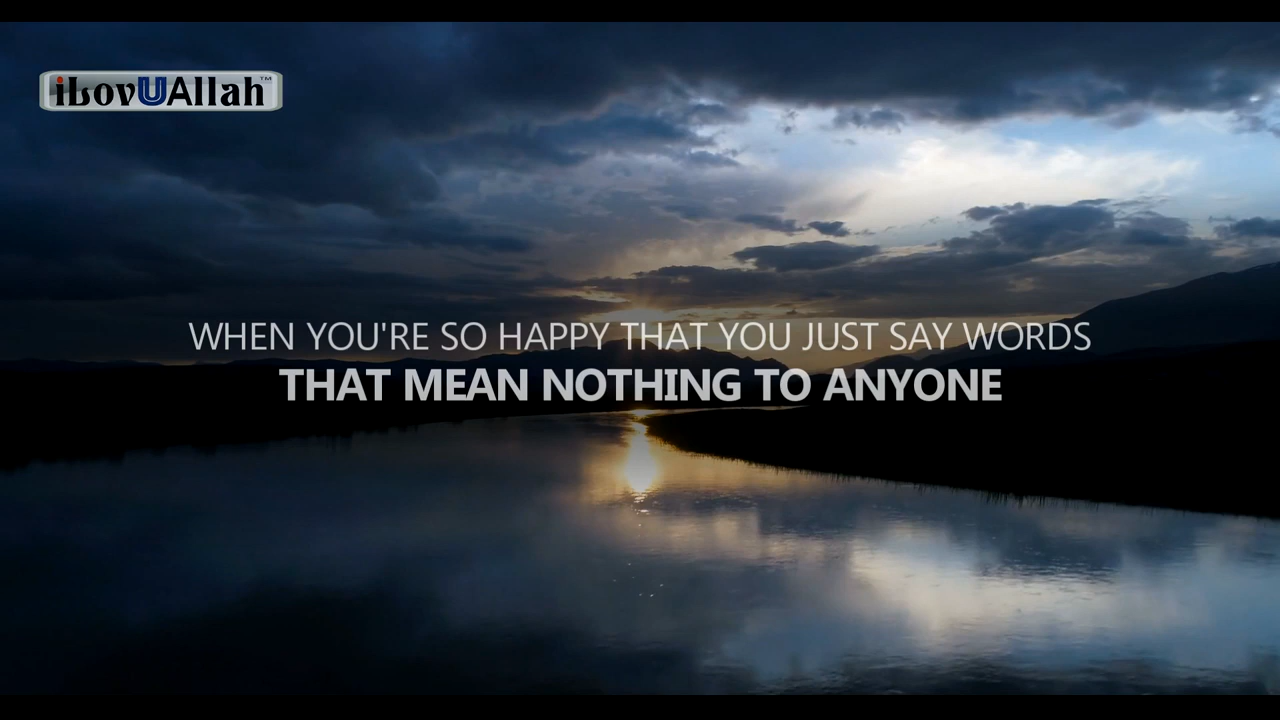 iLovUAllah™
WHEN YOU'RE SO HAPPY THAT YOU JUST SAY WORDS
THAT MEAN NOTHING TO ANYONE